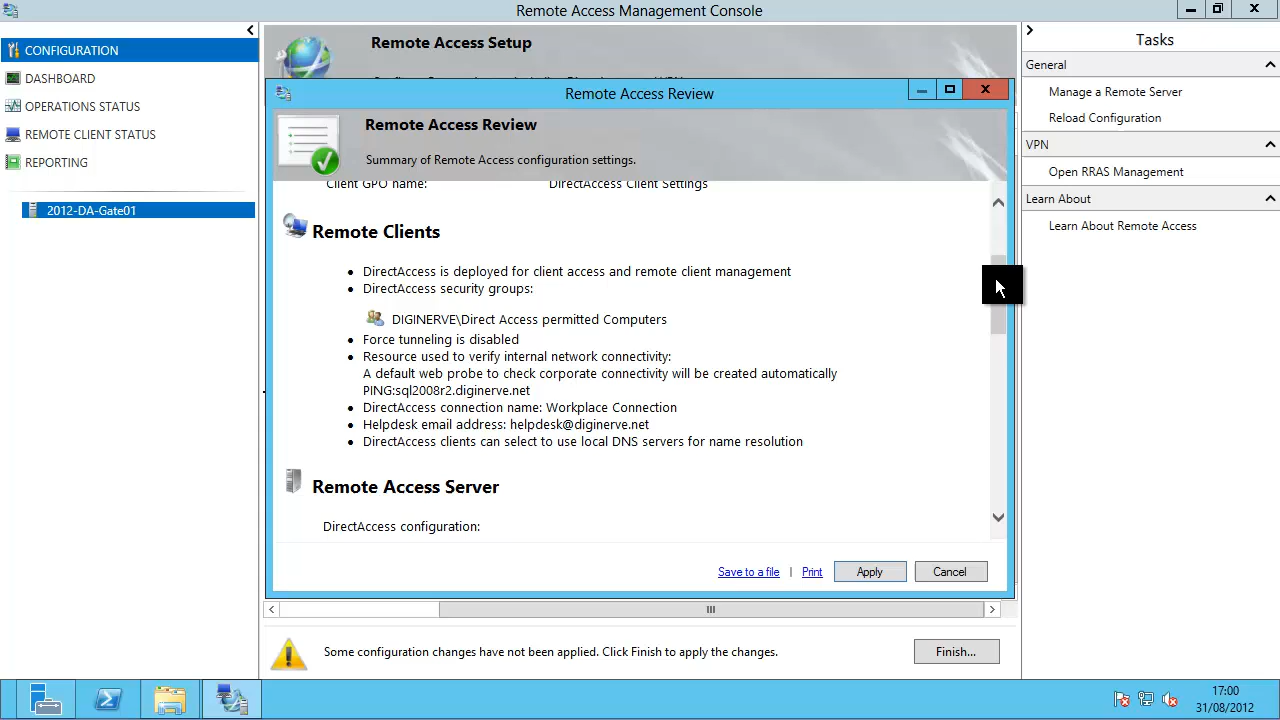 Remote Access Management Console
CONFIGURATION
DASHBOARD
OPERATIONS STATUS
REMOTE CLIENT STATUS
REPORTING
2012-DA-Gate01
Remote Access Setup
Remote Access Review
Remote Access Review
Summary of Remote Access configuration settings.
Client GPO name: DirectAccess Client Settings
Remote Clients
• DirectAccess is deployed for client access and remote client management
• DirectAccess security groups:
DIGINERVE\Direct Access permitted Computers
• Force tunneling is disabled
• Resource used to verify internal network connectivity:
A default web probe to check corporate connectivity will be created automatically
PING:sql2008r2.diginerve.net
• DirectAccess connection name: Workplace Connection
• Helpdesk email address: helpdesk@diginerve.net
• DirectAccess clients can select to use local DNS servers for name resolution
Remote Access Server
DirectAccess configuration:
Save to a file | Print Apply Cancel
Some configuration changes have not been applied. Click Finish to apply the changes.
Finish...
Tasks
General
Manage a Remote Server
Reload Configuration
VPN
Open RRAS Management
Learn About
Learn About Remote Access
17:00
31/08/2012